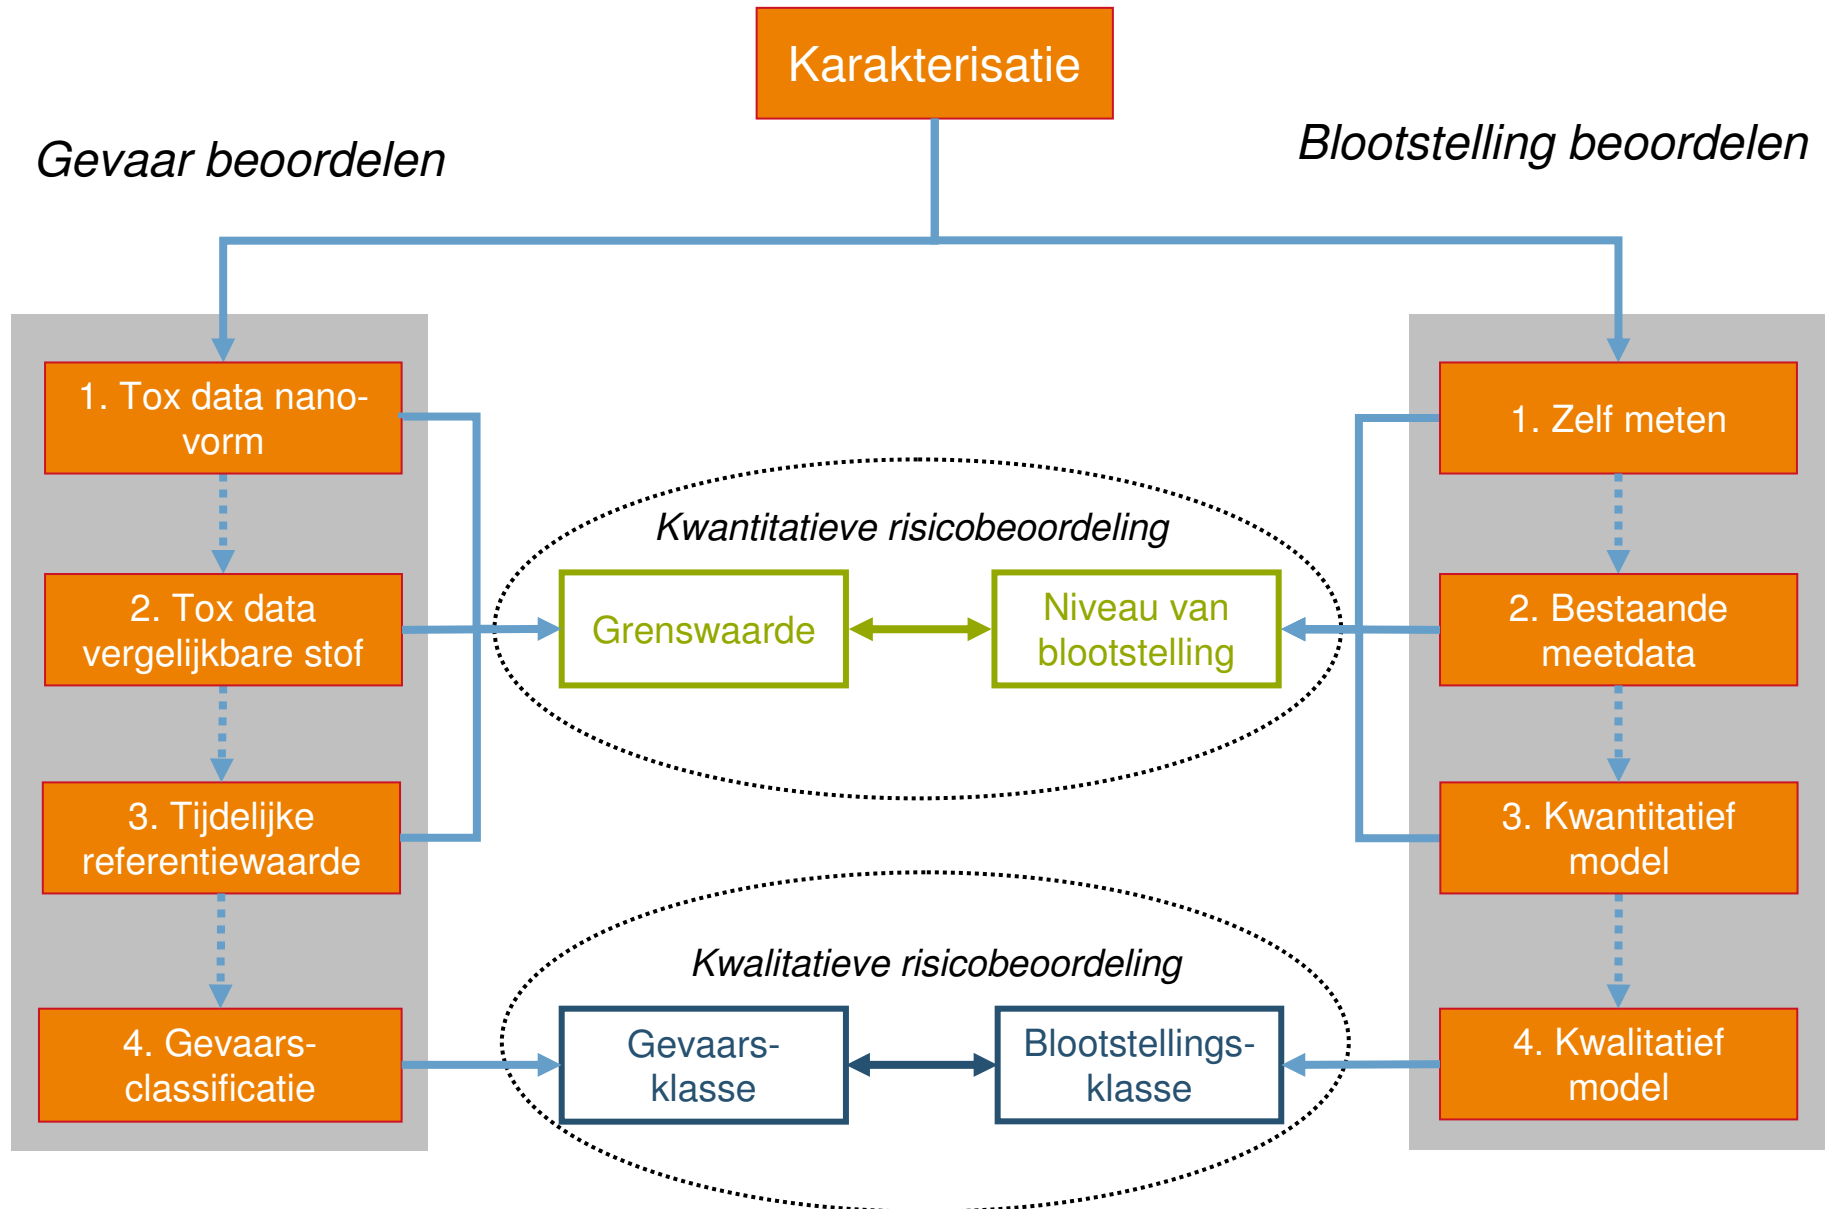 Karakterisatie
Gevaar beoordelen
Blootstelling beoordelen
1. Tox data nano-
vorm
2. Tox data
vergelijkbare stof
3. Tijdelijke
referentiewaarde
4. Gevaars-
classificatie
Kwantitatieve risicobeoordeling
Grenswaarde
Niveau van
blootstelling
Kwalitatieve risicobeoordeling
Gevaars-
klasse
Blootstellings-
klasse
1. Zelf meten
2. Bestaande
meetdata
3. Kwantitatief
model
4. Kwalitatief
model